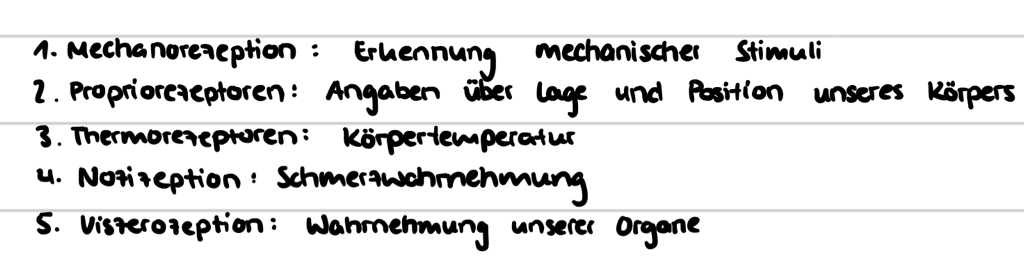 1. Mechanorezeption : Erkennung mechanischer Stimuli
2. Propriorezeptoren: Angaben über Lage und Position unseres Körpers
3. Thermorezeptoren: Körpertemperatur
4. Nozizeption : Schmerzwahrnehmung
5. Viszerozeption: Wahrnehmung unserer Organe